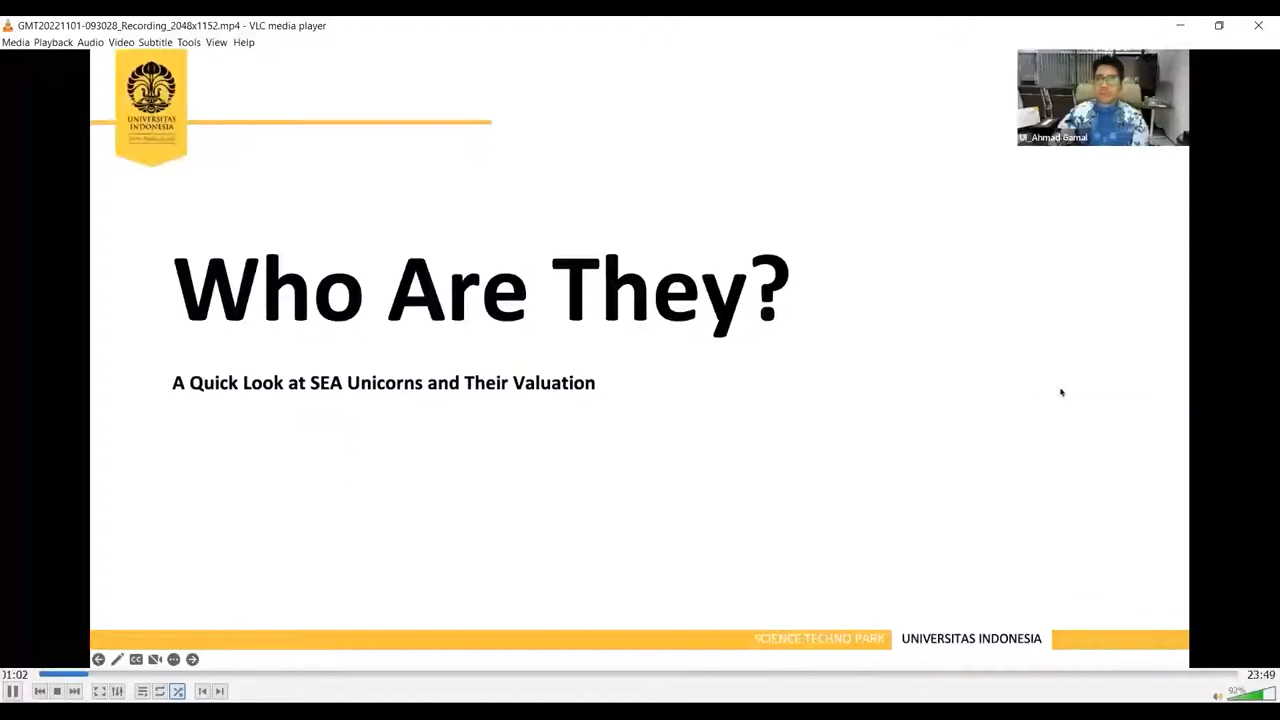 GMT20221101-093028_Recording_2048x1152.mp4 - VLC media player
Media Playback Audio Video Subtitle Tools View Help
UNIVERSITAS
INDONESIA
UI_Ahmad Gamal
Who Are They?
A Quick Look at SEA Unicorns and Their Valuation
SCIENCE TECHNO PARK
UNIVERSITAS INDONESIA
CC
01:02
23:49
92%